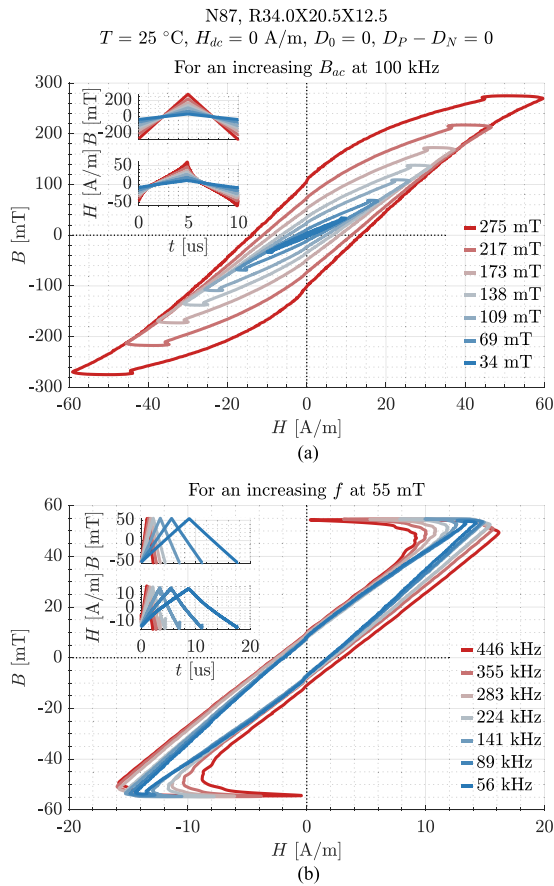 N87, R34.0X20.5X12.5
T = 25 °C, H_dc = 0 A/m, D_0 = 0, D_P − D_N = 0
For an increasing B_ac at 100 kHz
300
200
100
0
-100
-200
-300
B [mT]
200
0
-200
B [mT]
50
0
-50
H [A/m]
0 5 10
t [us]
275 mT
217 mT
173 mT
138 mT
109 mT
69 mT
34 mT
-60 -40 -20 0 20 40 60
H [A/m]
(a)
For an increasing f at 55 mT
60
40
20
0
-20
-40
-60
B [mT]
50
0
-50
B [mT]
10
0
-10
H [A/m]
0 10 20
t [us]
446 kHz
355 kHz
283 kHz
224 kHz
141 kHz
89 kHz
56 kHz
-20 -10 0 10 20
H [A/m]
(b)